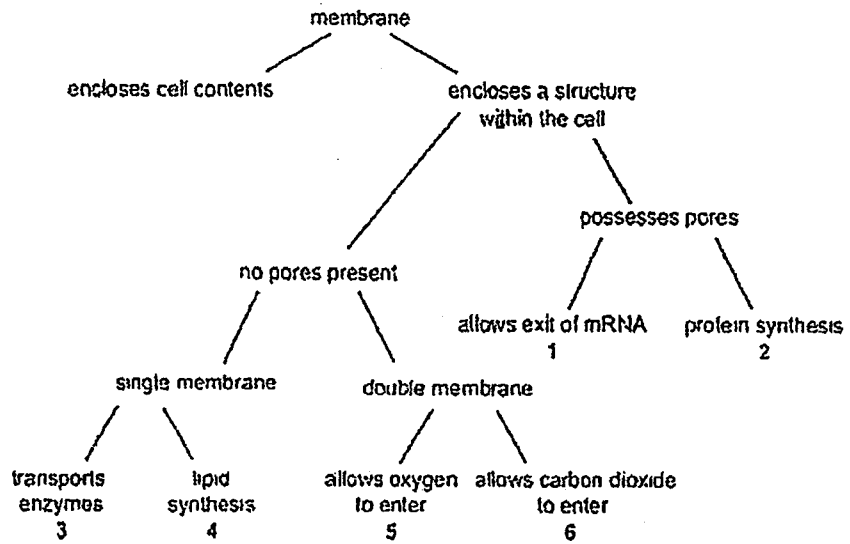 membrane
encloses cell contents
encloses a structure
within the cell
possesses pores
no pores present
allows exit of mRNA
1
protein synthesis
2
single membrane
double membrane
transports
enzymes
3
lipid
synthesis
4
allows oxygen
to enter
5
allows carbon dioxide
to enter
6